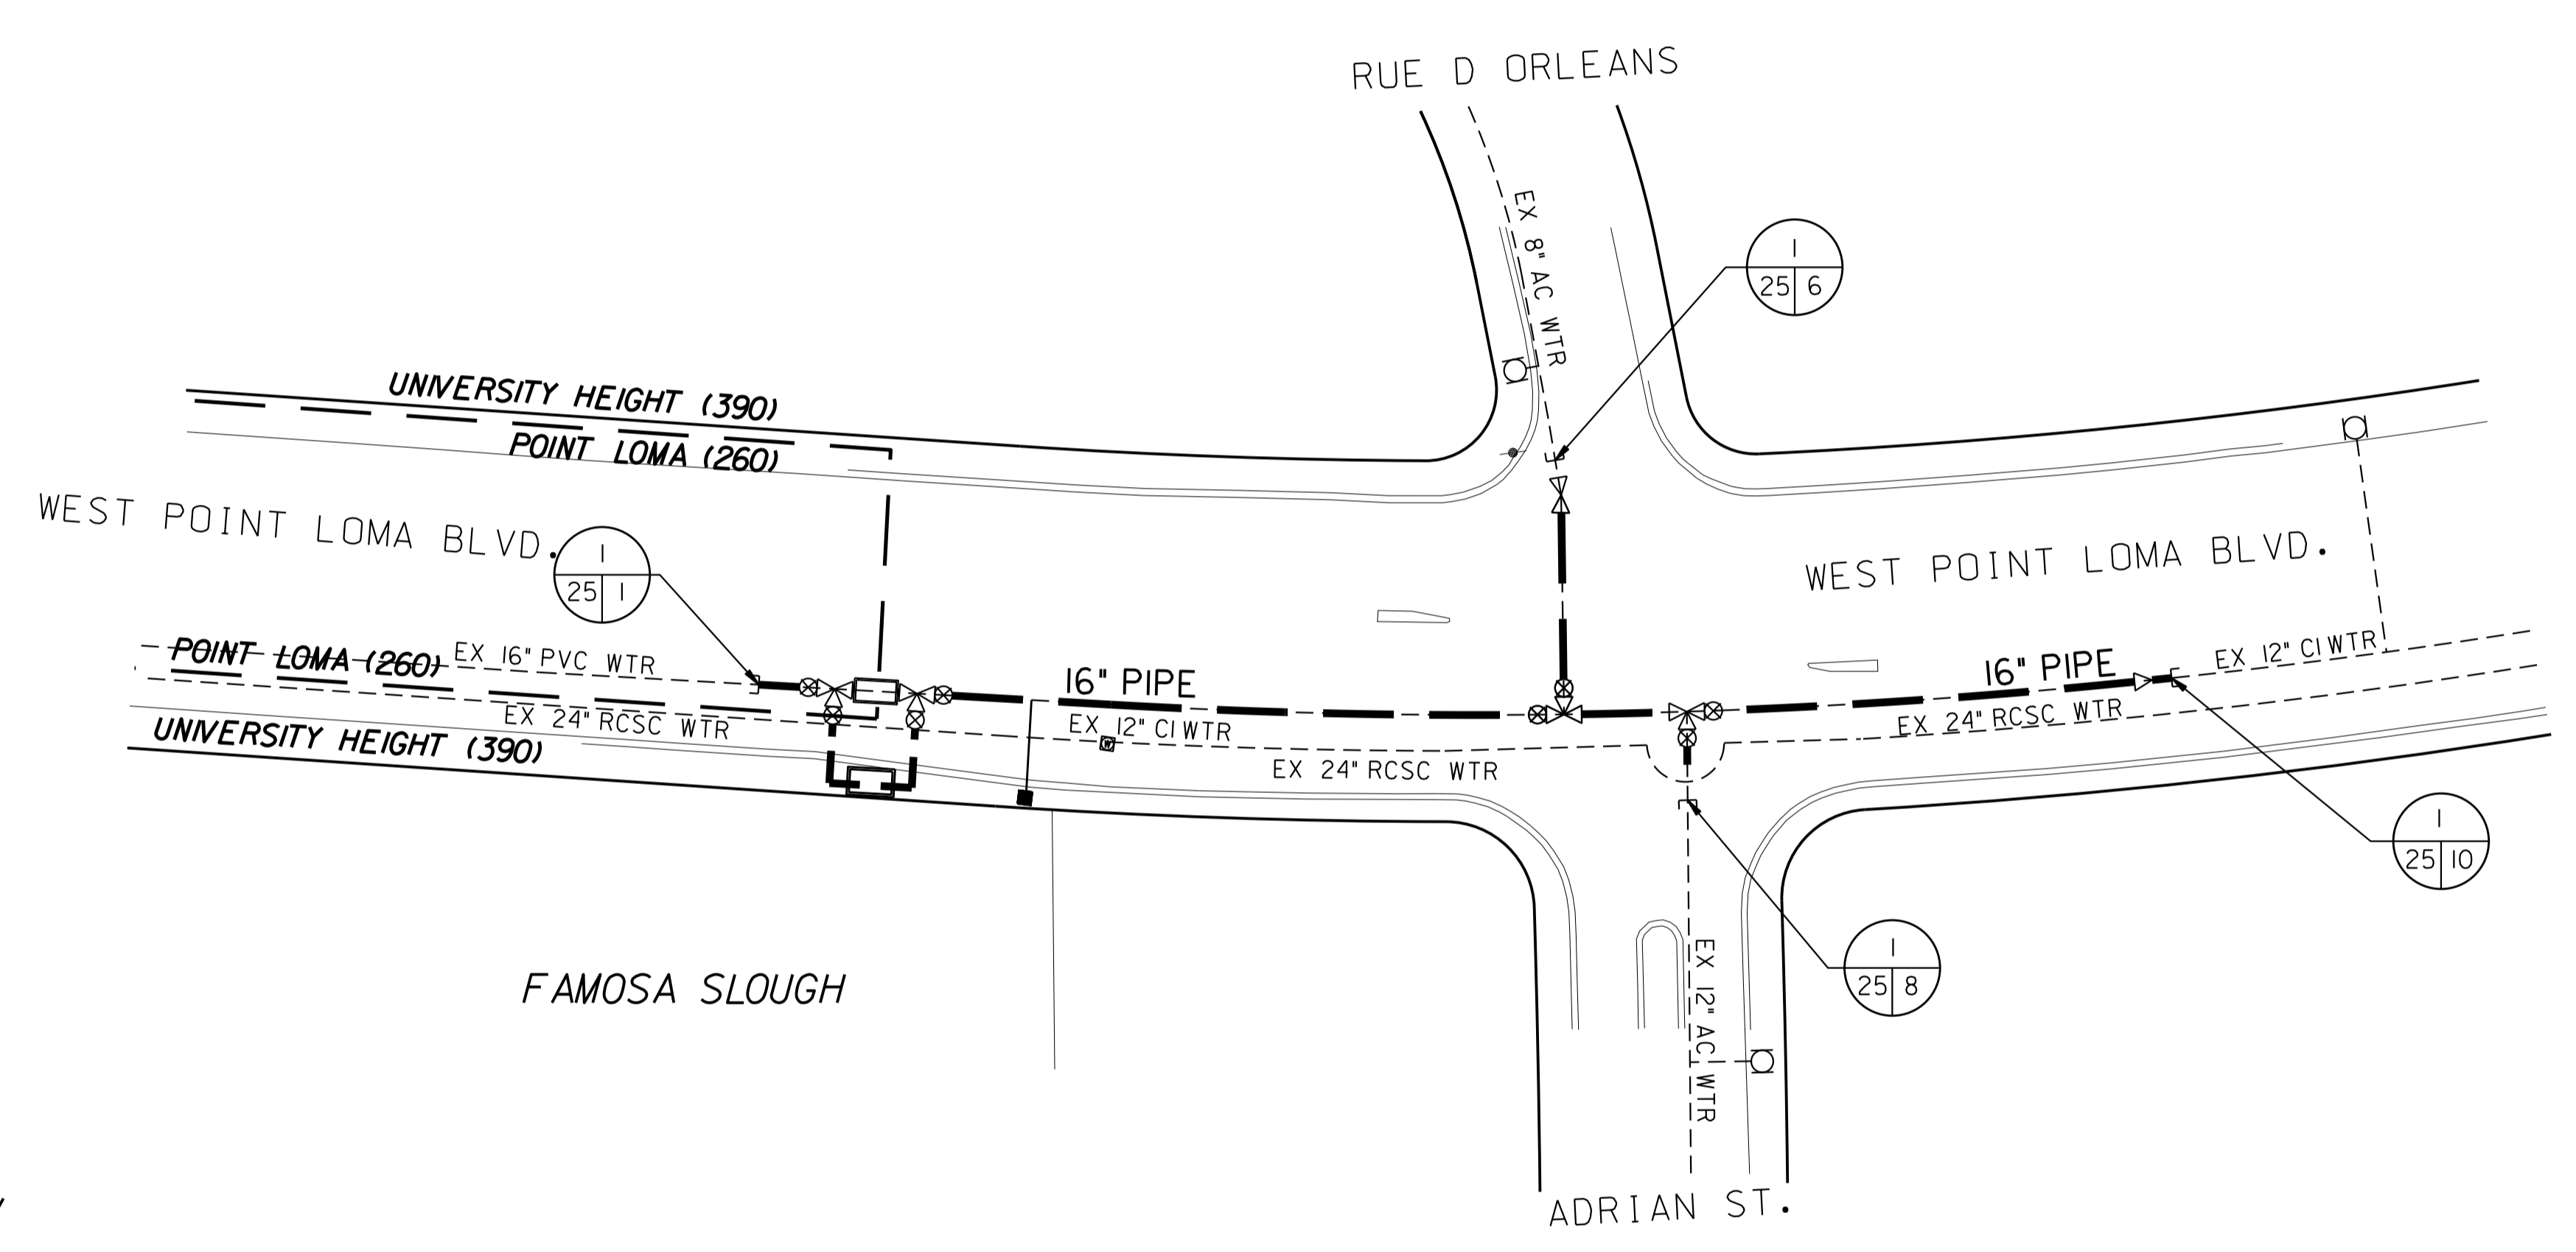 RUE D ORLEANS
EX 8" AC WTR
1
25 6
UNIVERSITY HEIGHT (390)
POINT LOMA (260)
WEST POINT LOMA BLVD.
1
25 1
WEST POINT LOMA BLVD.
POINT LOMA (260)
EX 16" PVC WTR
16" PIPE
16" PIPE
EX 12" CI WTR
EX 24" RCSC WTR
EX 12" CI WTR
EX 24" RCSC WTR
UNIVERSITY HEIGHT (390)
EX 24" RCSC WTR
1
25 10
FAMOSA SLOUGH
EX 12" AC WTR
1
25 8
ADRIAN ST.